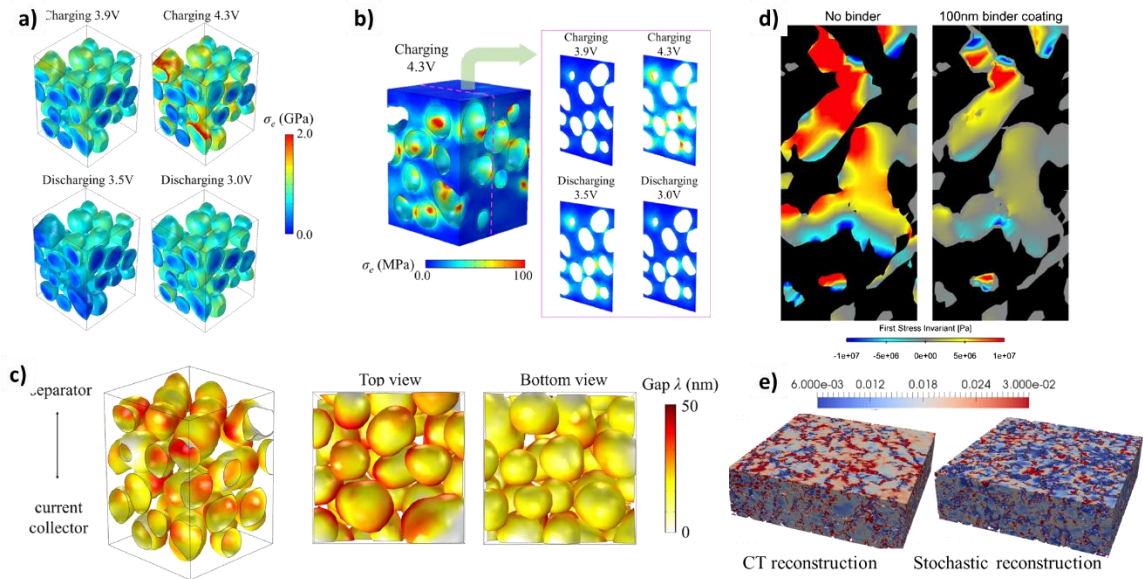 a)
Charging 3.9V
Charging 4.3V
σe (GPa)
2.0
0.0
Discharging 3.5V
Discharging 3.0V
b)
Charging
4.3V
Charging
3.9V
Charging
4.3V
Discharging
3.5V
Discharging
3.0V
σe (MPa)
0.0
100
c)
separator
current
collector
Top view
Bottom view
Gap λ (nm)
50
0
d)
No binder
100nm binder coating
First Stress Invariant [Pa]
-1e+07
-5e+06
0e+00
5e+06
1e+07
e)
6.000e-03
0.012
0.018
0.024
3.000e-02
CT reconstruction
Stochastic reconstruction